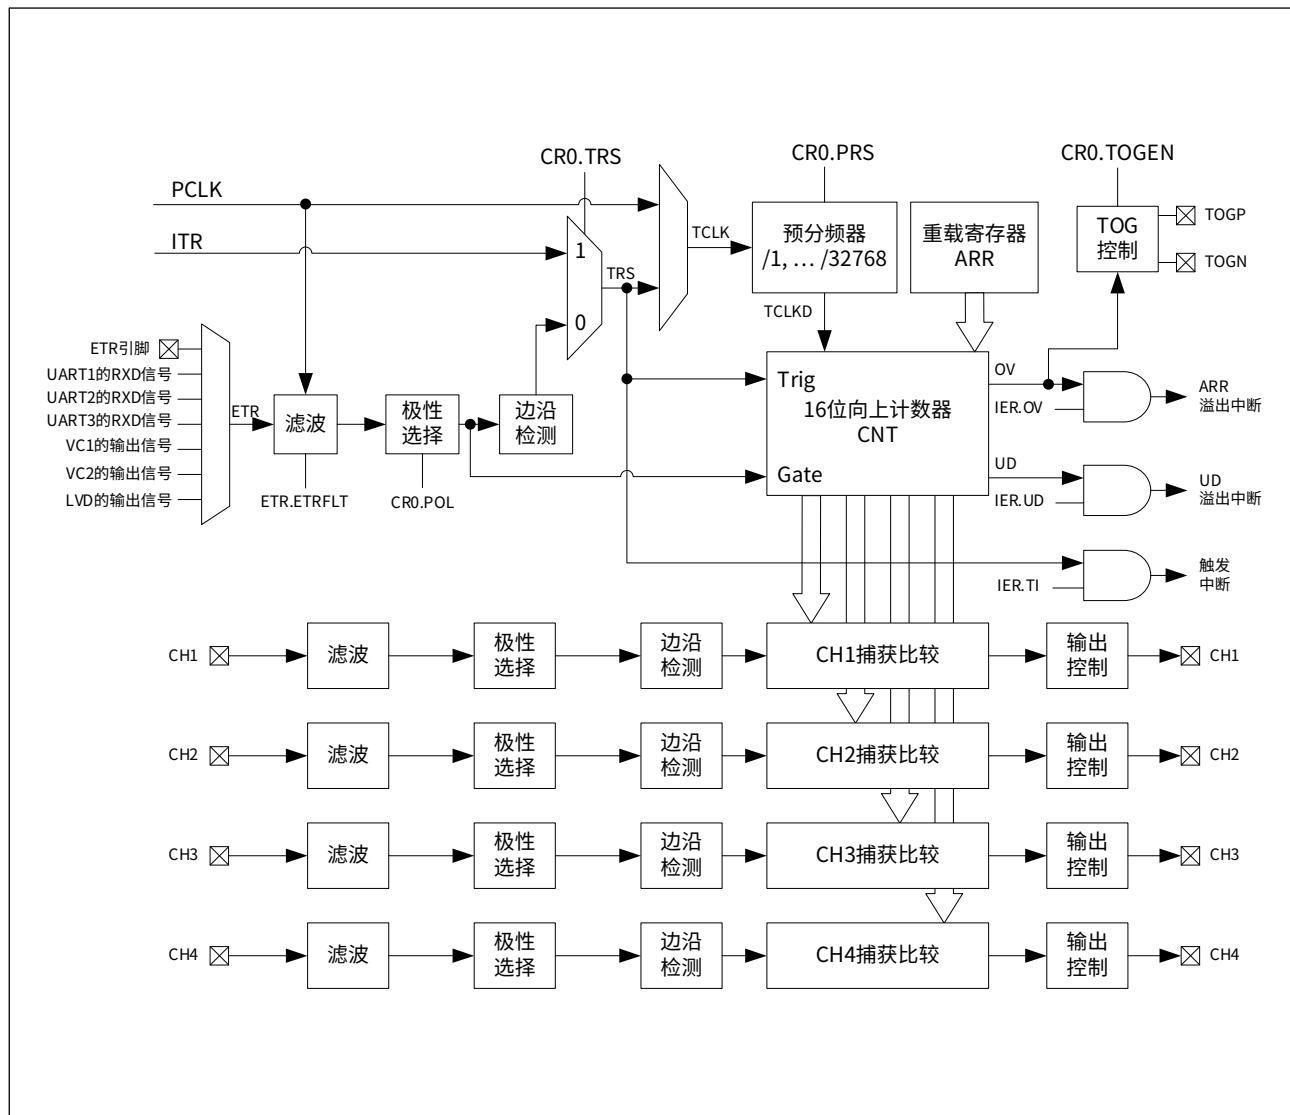 CR0.TRS
CR0.PRS
CR0.TOGEN
PCLK
ITR
1
0
TRS
TCLK
预分频器
/1, … /32768
重载寄存器
ARR
TOG
控制
TOGP
TOGN
TCLKD
ETR引脚
UART1的RXD信号
UART2的RXD信号
UART3的RXD信号
VC1的输出信号
VC2的输出信号
LVD的输出信号
ETR
滤波
ETR.ETRFLT
极性
选择
CR0.POL
边沿
检测
Trig
16位向上计数器
CNT
Gate
OV
IER.OV
ARR
溢出中断
UD
IER.UD
UD
溢出中断
IER.TI
触发
中断
CH1
滤波
极性
选择
边沿
检测
CH1捕获比较
输出
控制
CH1
CH2
滤波
极性
选择
边沿
检测
CH2捕获比较
输出
控制
CH2
CH3
滤波
极性
选择
边沿
检测
CH3捕获比较
输出
控制
CH3
CH4
滤波
极性
选择
边沿
检测
CH4捕获比较
输出
控制
CH4